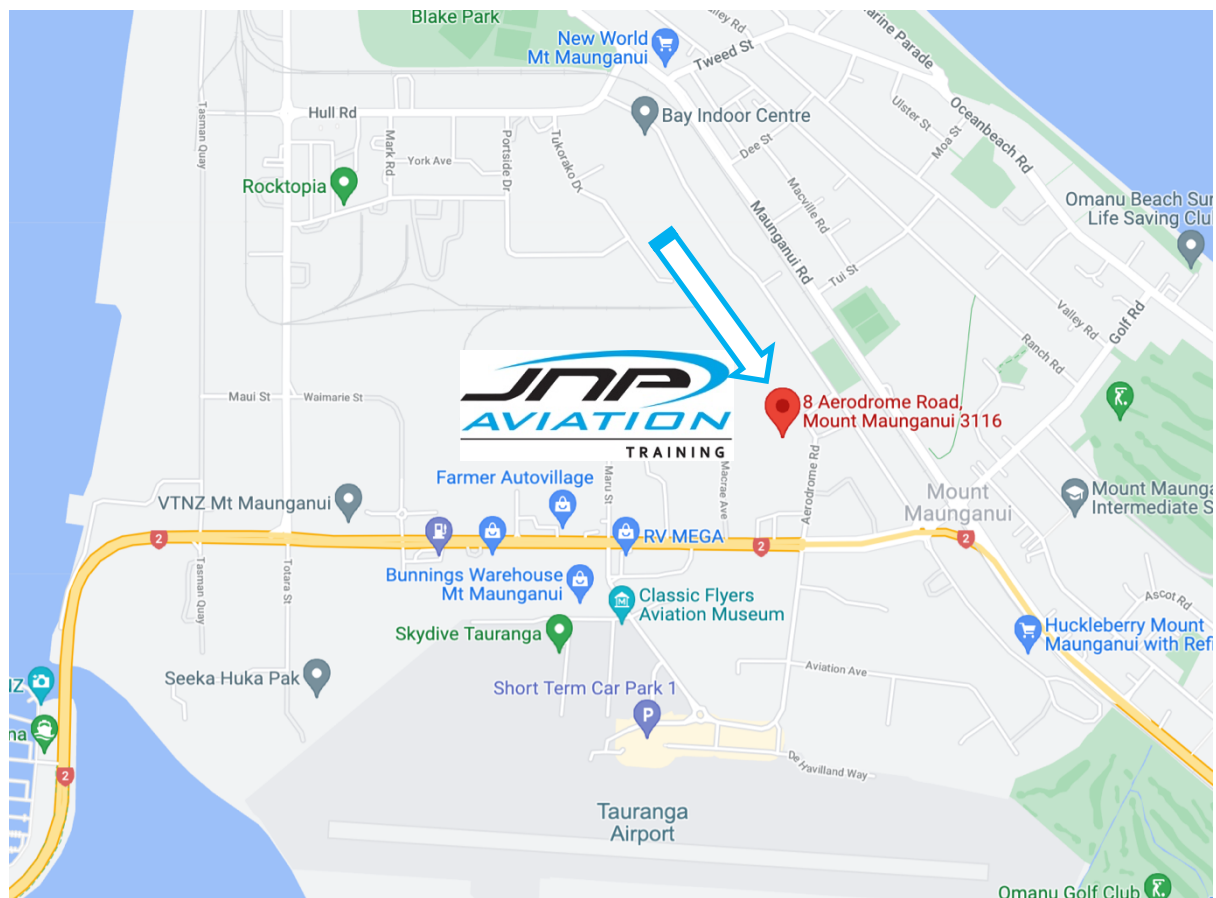 Blake Park
New World
Mt Maunganui
Tweed St
Marine Parade
Hull Rd
Bay Indoor Centre
Ulster St
Moa St
Oceanbeach Rd
Tasman Quay
Mark Rd
York Ave
Portside Dr
Tukorako Dr
Dee St
Macville Rd
Rocktopia
Omanu Beach Sur
Life Saving Clu
Maunganui Rd
Tui St
Valley Rd
Golf Rd
Ranch Rd
JNP
AVIATION
TRAINING
Maui St
Waimarie St
8 Aerodrome Road,
Mount Maunganui 3116
Farmer Autovillage
Maru St
Macrae Ave
Aerodrome Rd
VTNZ Mt Maunganui
Mount
Maunganui
Mount Maunga
Intermediate S
2
RV MEGA
2
2
Bunnings Warehouse
Mt Maunganui
Tasman Quay
Totara St
Classic Flyers
Aviation Museum
Ascot Rd
Skydive Tauranga
Huckleberry Mount
Maunganui with Refi
Aviation Ave
Seeka Huka Pak
NZ
Short Term Car Park 1
P
na
2
De Havilland Way
Tauranga
Airport
Omanu Golf Club